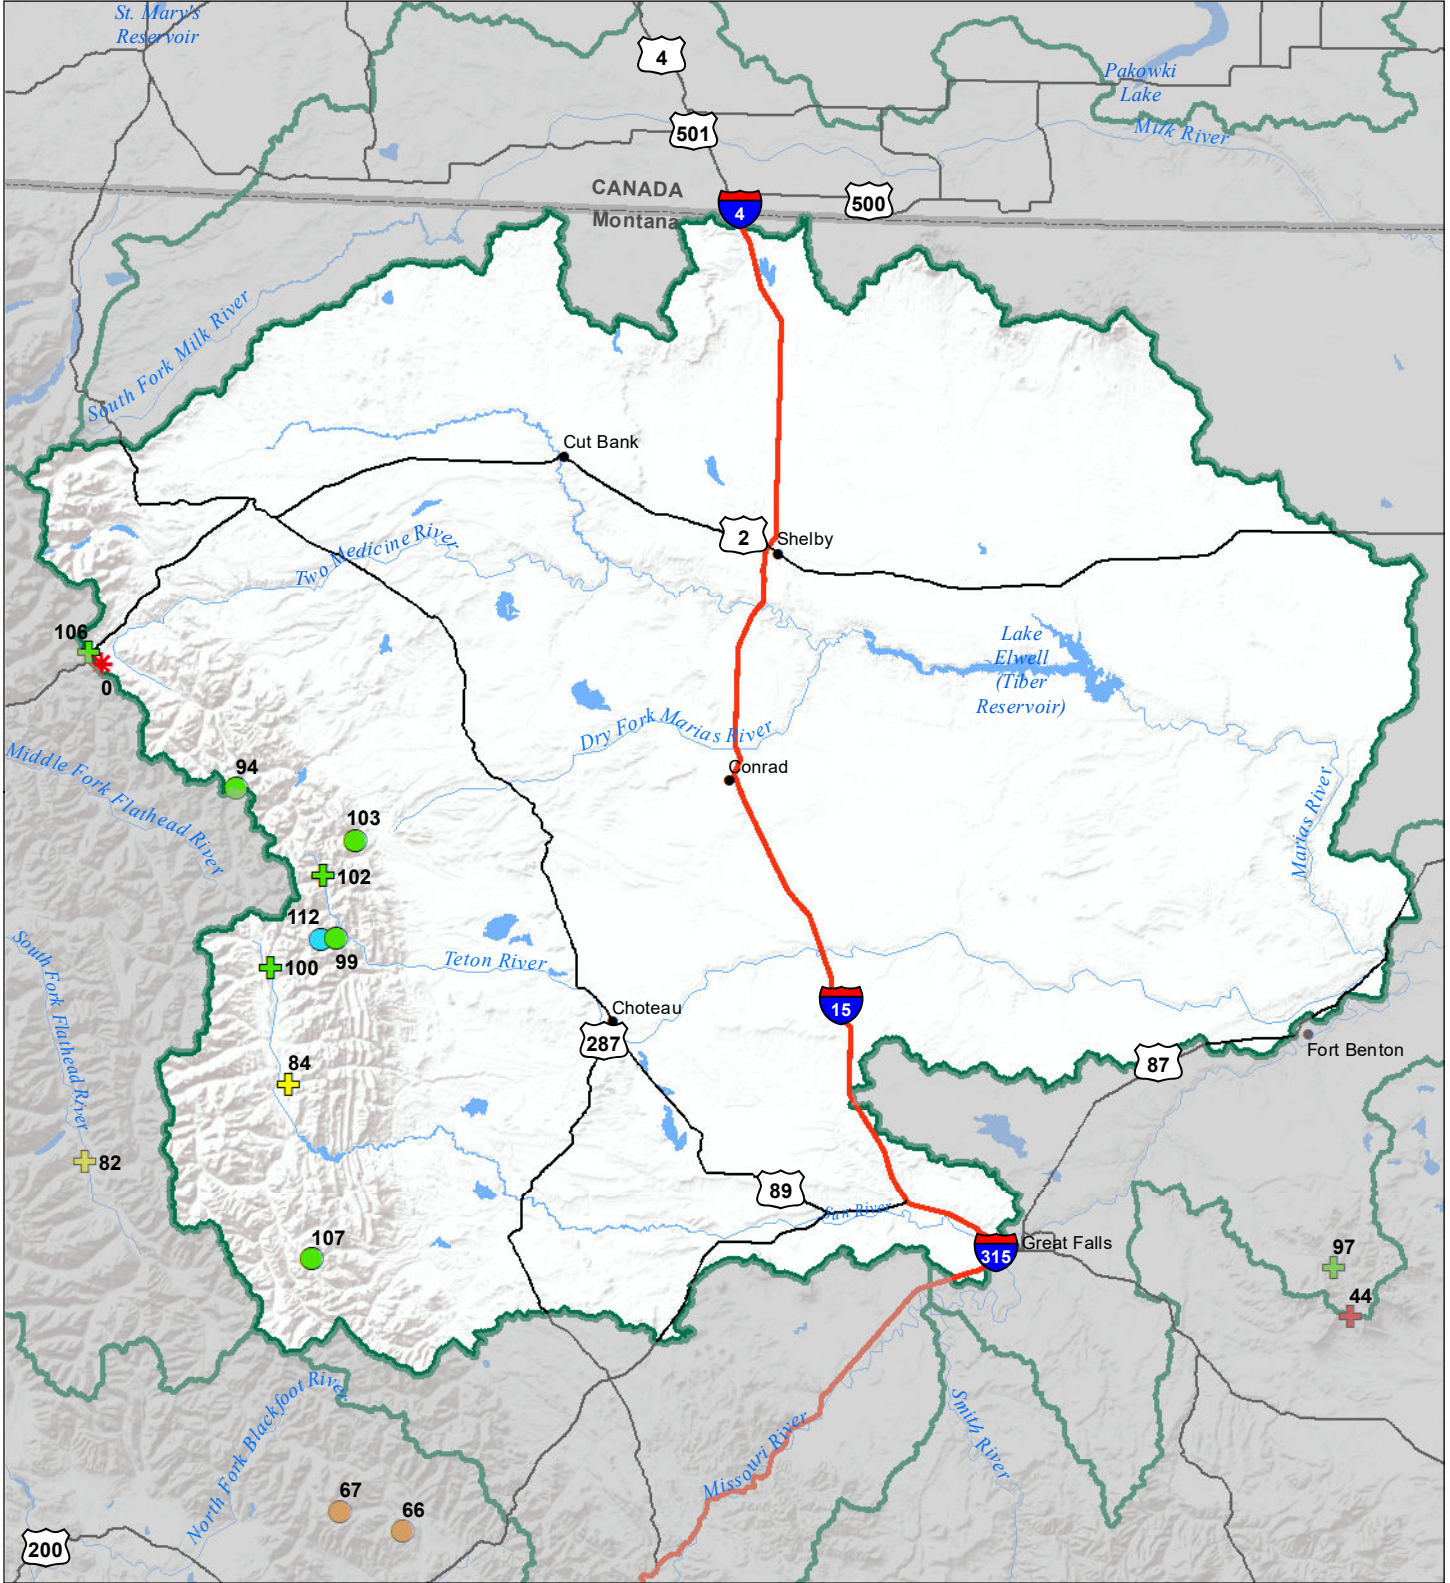 St. Mary's
Reservoir
4
Pakowki
Lake
501
Milk River
CANADA
Montana
4
500
South Fork Milk River
Cut Bank
2
Shelby
Two Medicine River
106
0
Lake
Elwell
(Tiber
Reservoir)
Dry Fork Marias River
Middle Fork Flathead River
94
Conrad
Marias River
103
102
112
99
100
South Fork Flathead River
Teton River
15
Choteau
287
Fort Benton
87
84
82
89
Sun River
107
315
Great Falls
97
44
North Fork Blackfoot River
Missouri River
Smith River
67
66
200